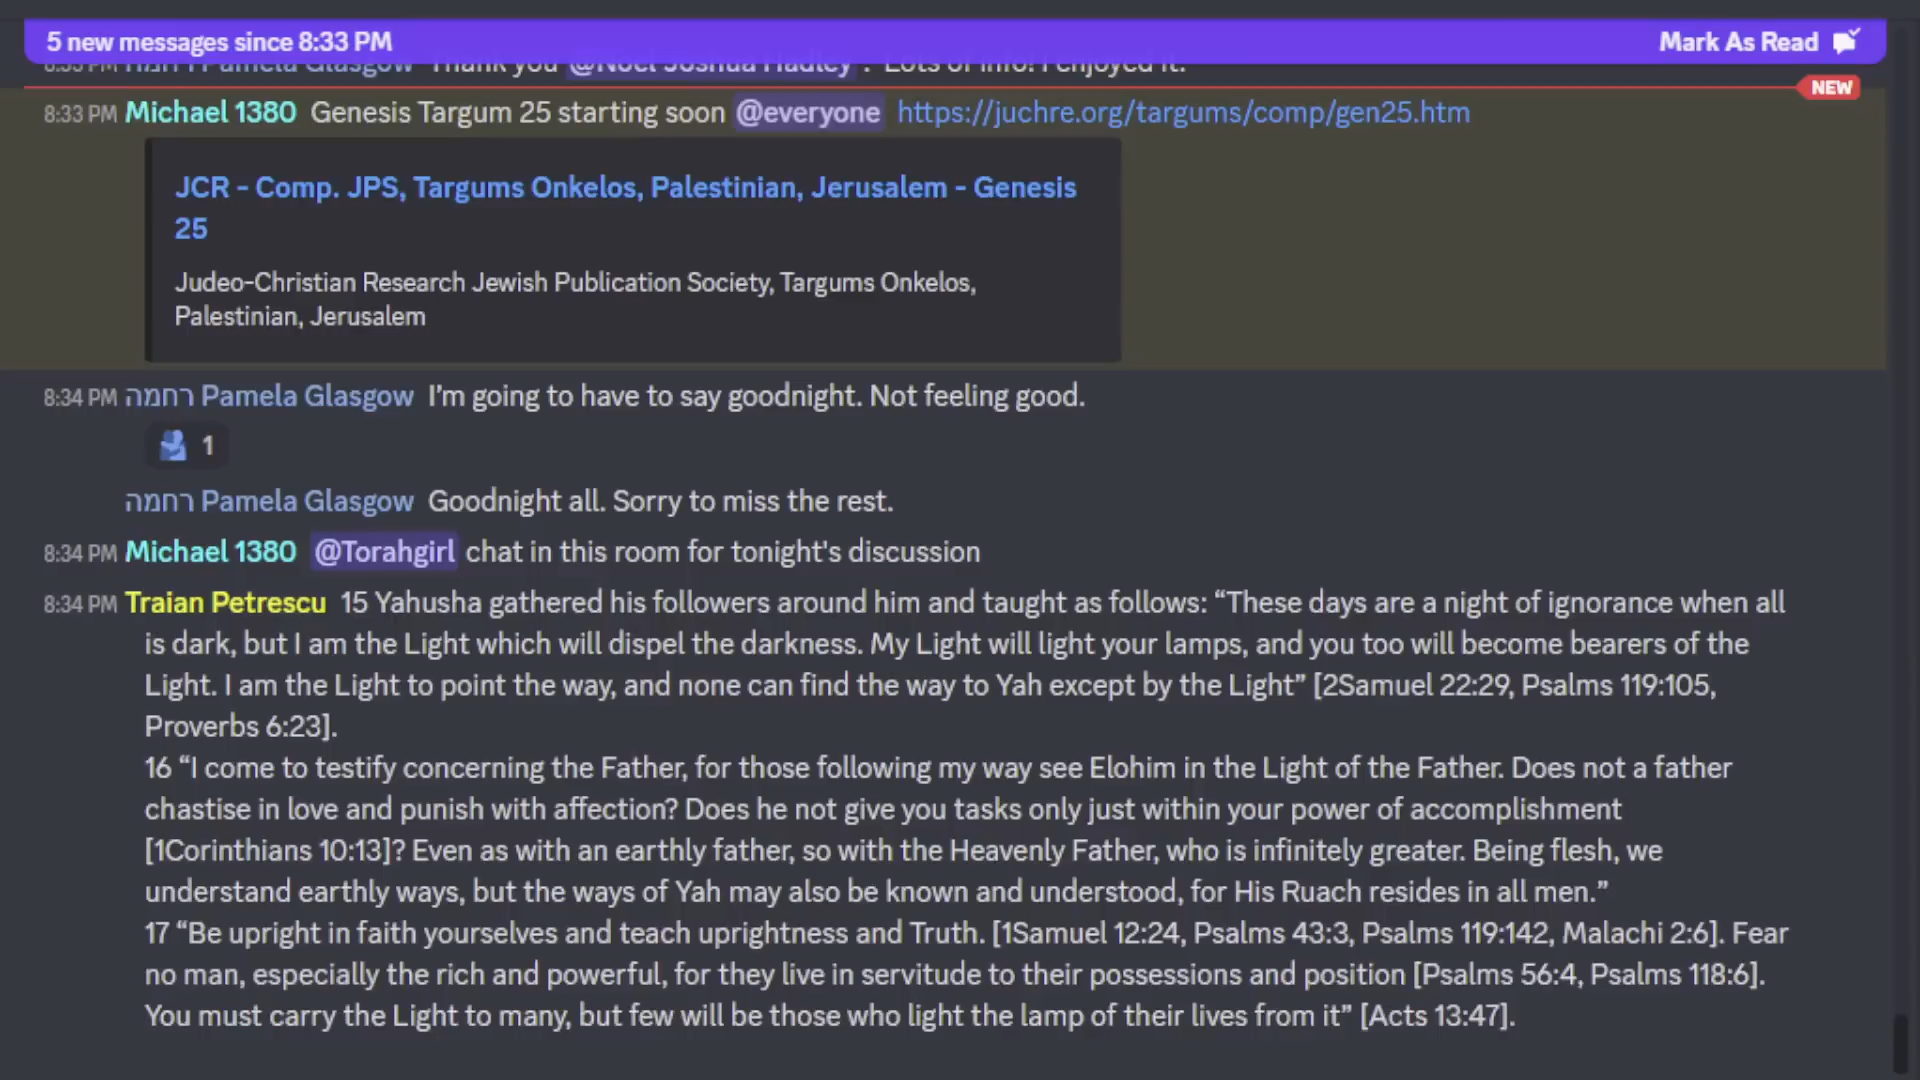 5 new messages since 8:33 PM Mark As Read
8:33 PM רחמה Pamela Glasgow Thank you @Noel Joshua Hadley . Lots of info! I enjoyed it.
NEW
8:33 PM Michael 1380 Genesis Targum 25 starting soon @everyone https://juchre.org/targums/comp/gen25.htm
JCR - Comp. JPS, Targums Onkelos, Palestinian, Jerusalem - Genesis
25
Judeo-Christian Research Jewish Publication Society, Targums Onkelos,
Palestinian, Jerusalem
8:34 PM רחמה Pamela Glasgow I'm going to have to say goodnight. Not feeling good.
1
רחמה Pamela Glasgow Goodnight all. Sorry to miss the rest.
8:34 PM Michael 1380 @Torahgirl chat in this room for tonight's discussion
8:34 PM Traian Petrescu 15 Yahusha gathered his followers around him and taught as follows: “These days are a night of ignorance when all
is dark, but I am the Light which will dispel the darkness. My Light will light your lamps, and you too will become bearers of the
Light. I am the Light to point the way, and none can find the way to Yah except by the Light” [2Samuel 22:29, Psalms 119:105,
Proverbs 6:23].
16 “I come to testify concerning the Father, for those following my way see Elohim in the Light of the Father. Does not a father
chastise in love and punish with affection? Does he not give you tasks only just within your power of accomplishment
[1Corinthians 10:13]? Even as with an earthly father, so with the Heavenly Father, who is infinitely greater. Being flesh, we
understand earthly ways, but the ways of Yah may also be known and understood, for His Ruach resides in all men.”
17 “Be upright in faith yourselves and teach uprightness and Truth. [1Samuel 12:24, Psalms 43:3, Psalms 119:142, Malachi 2:6]. Fear
no man, especially the rich and powerful, for they live in servitude to their possessions and position [Psalms 56:4, Psalms 118:6].
You must carry the Light to many, but few will be those who light the lamp of their lives from it” [Acts 13:47].